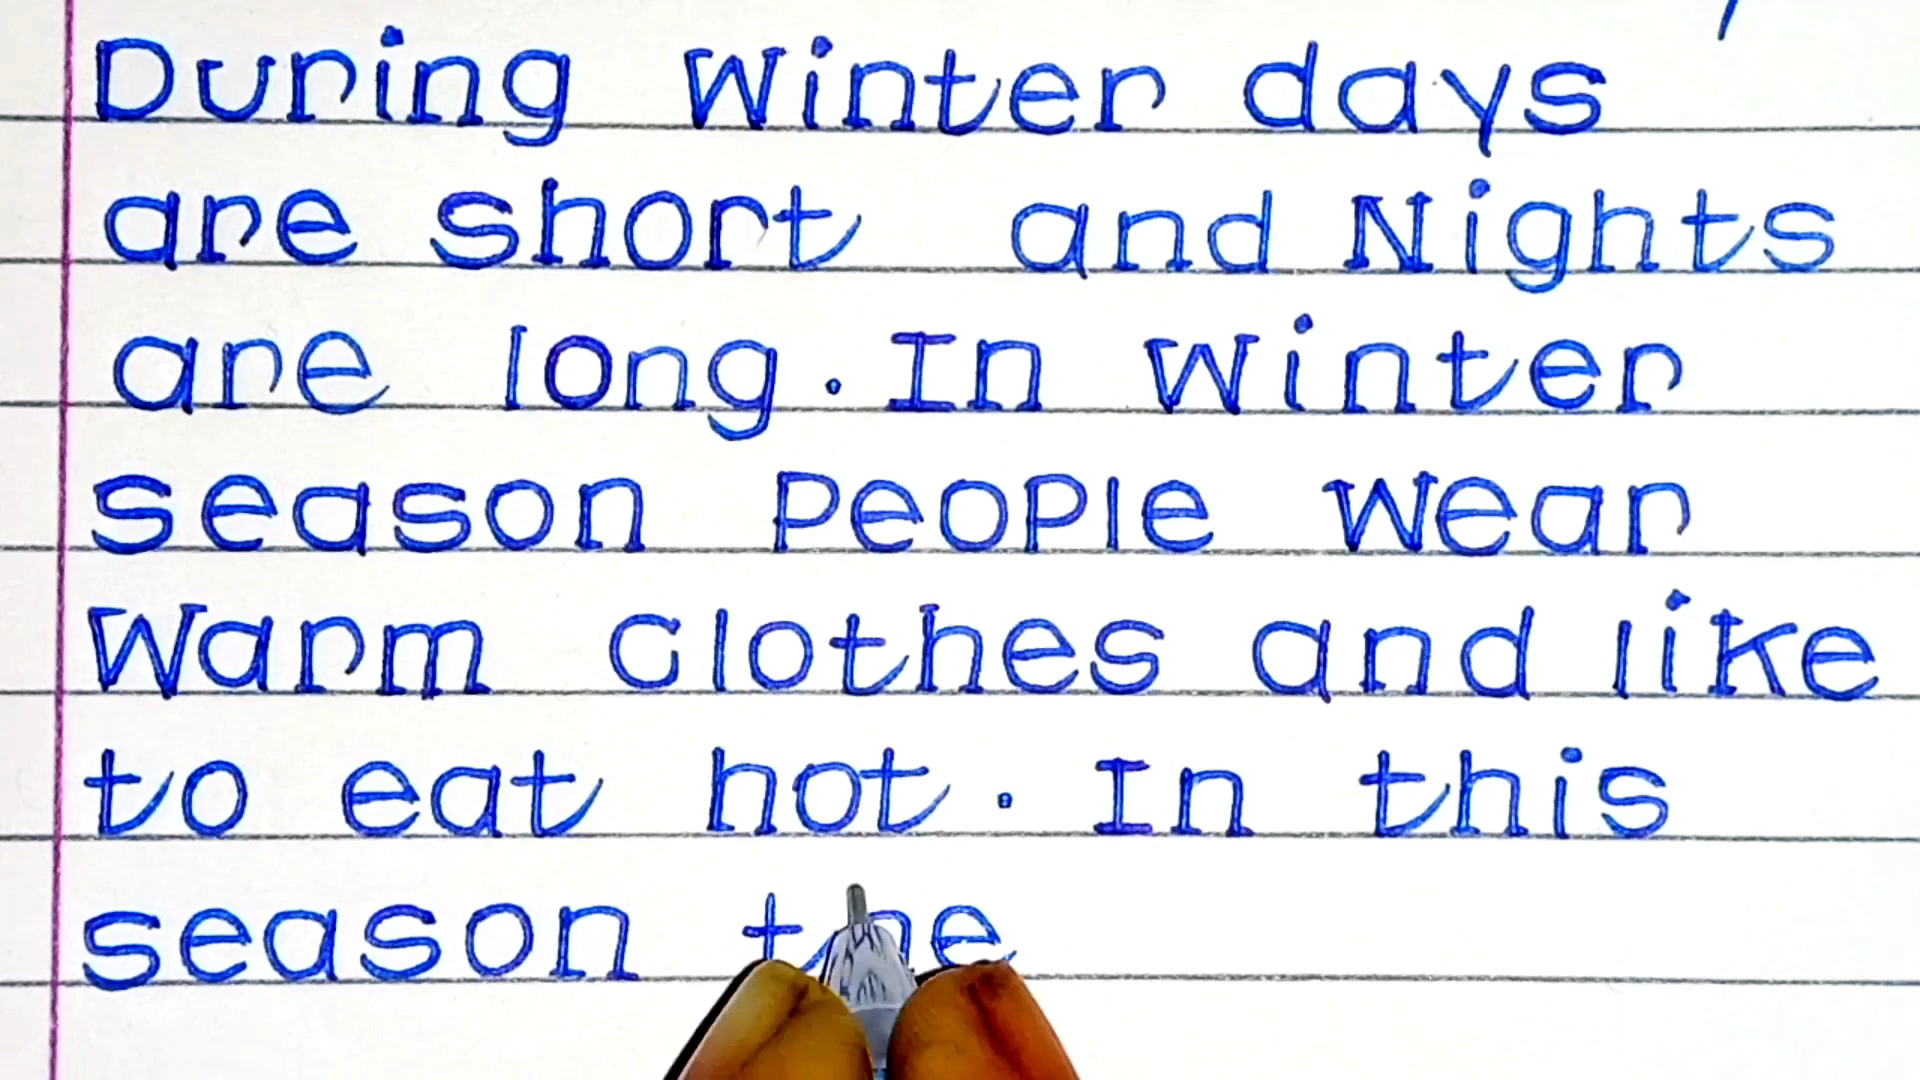 During Winter days
are short and Nights
are long. In Winter
season people wear
Warm clothes and like
to eat hot. In this
season the